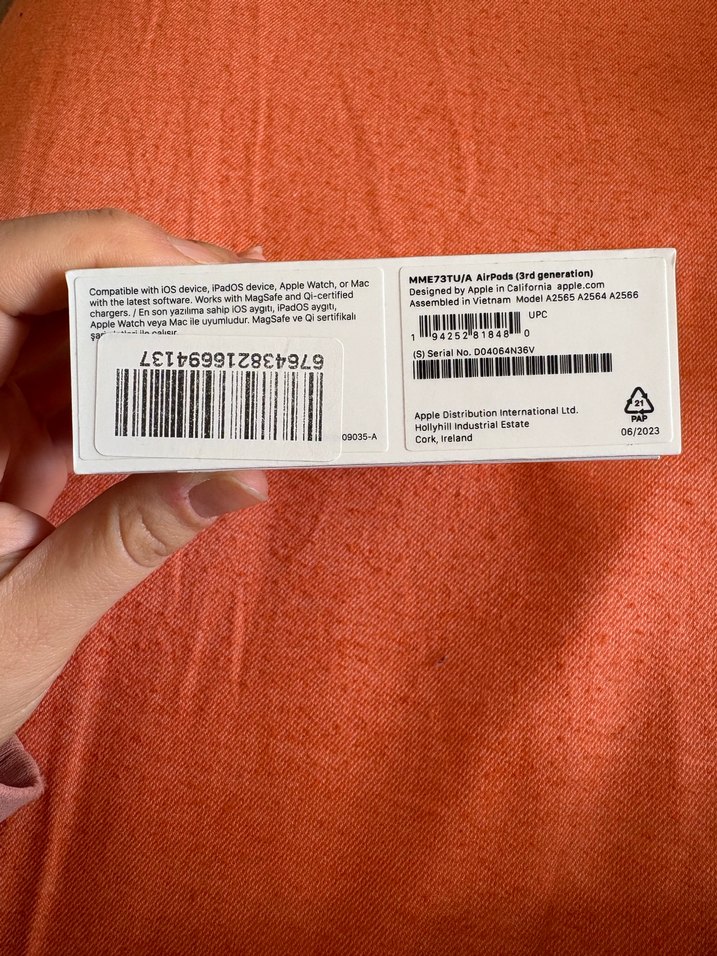 Compatible with iOS device, iPadOS device, Apple Watch, or Mac
with the latest software. Works with MagSafe and Qi-certified
chargers. / En son yazılıma sahip iOS aygıtı, iPadOS aygıtı,
Apple Watch veya Mac ile uyumludur. MagSafe ve Qi sertifikalı
ile çalışır.
6764382166694137
09035-A
MME73TU/A AirPods (3rd generation)
Designed by Apple in California apple.com
Assembled in Vietnam Model A2565 A2564 A2566
UPC
1 94252 81848 0
(S) Serial No. D04064N36V
Apple Distribution International Ltd.
Hollyhill Industrial Estate
Cork, Ireland
21
PAP
06/2023